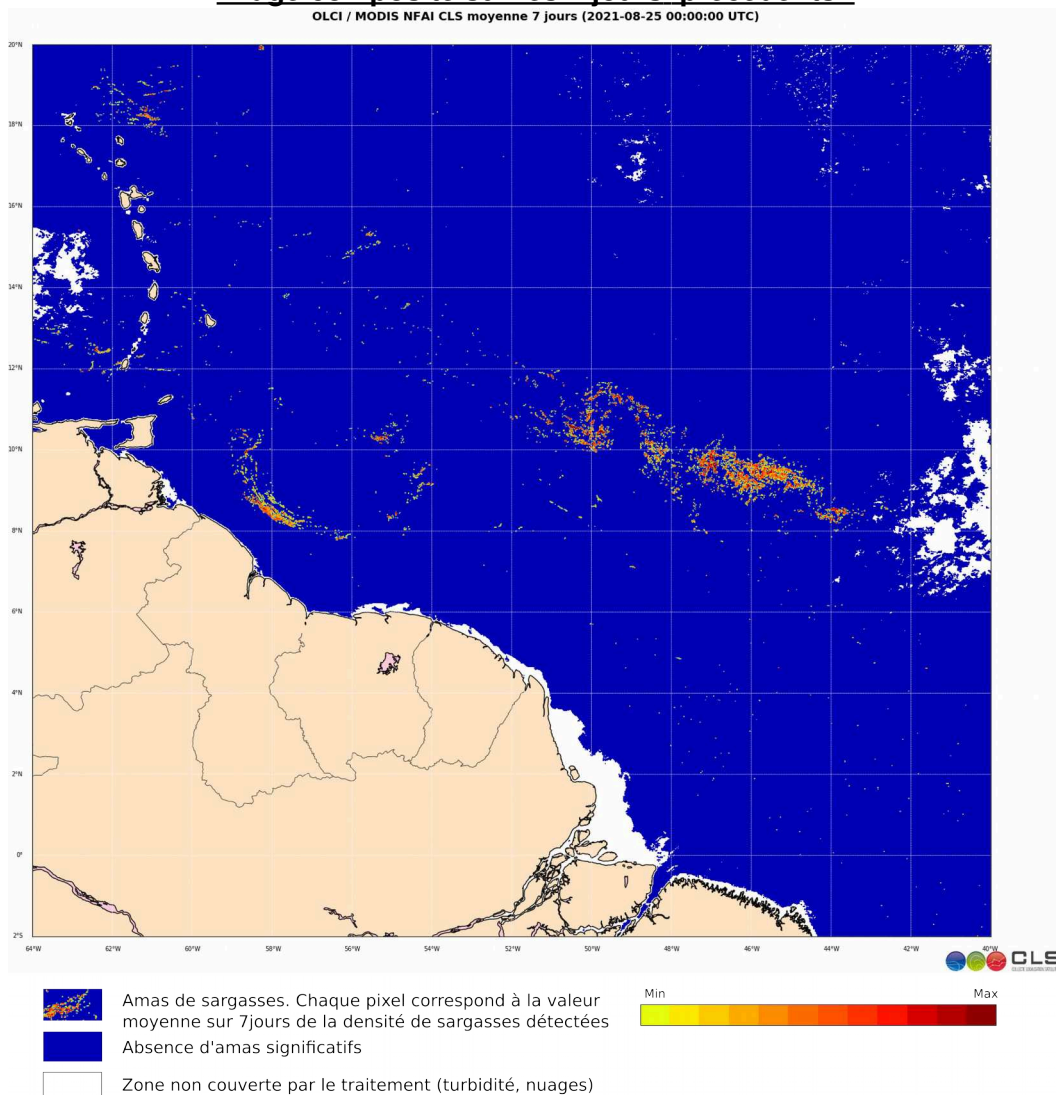 OLCI / MODIS NFAI CLS moyenne 7 jours (2021-08-25 00:00:00 UTC)
20°N
18°N
16°N
14°N
12°N
10°N
8°N
6°N
4°N
2°N
0°
2°S
64°W 62°W 60°W 58°W 56°W 54°W 52°W 50°W 48°W 46°W 44°W 42°W 40°W
CLS
Amas de sargasses. Chaque pixel correspond à la valeur
moyenne sur 7jours de la densité de sargasses détectées
Min Max
Absence d'amas significatifs
Zone non couverte par le traitement (turbidité, nuages)